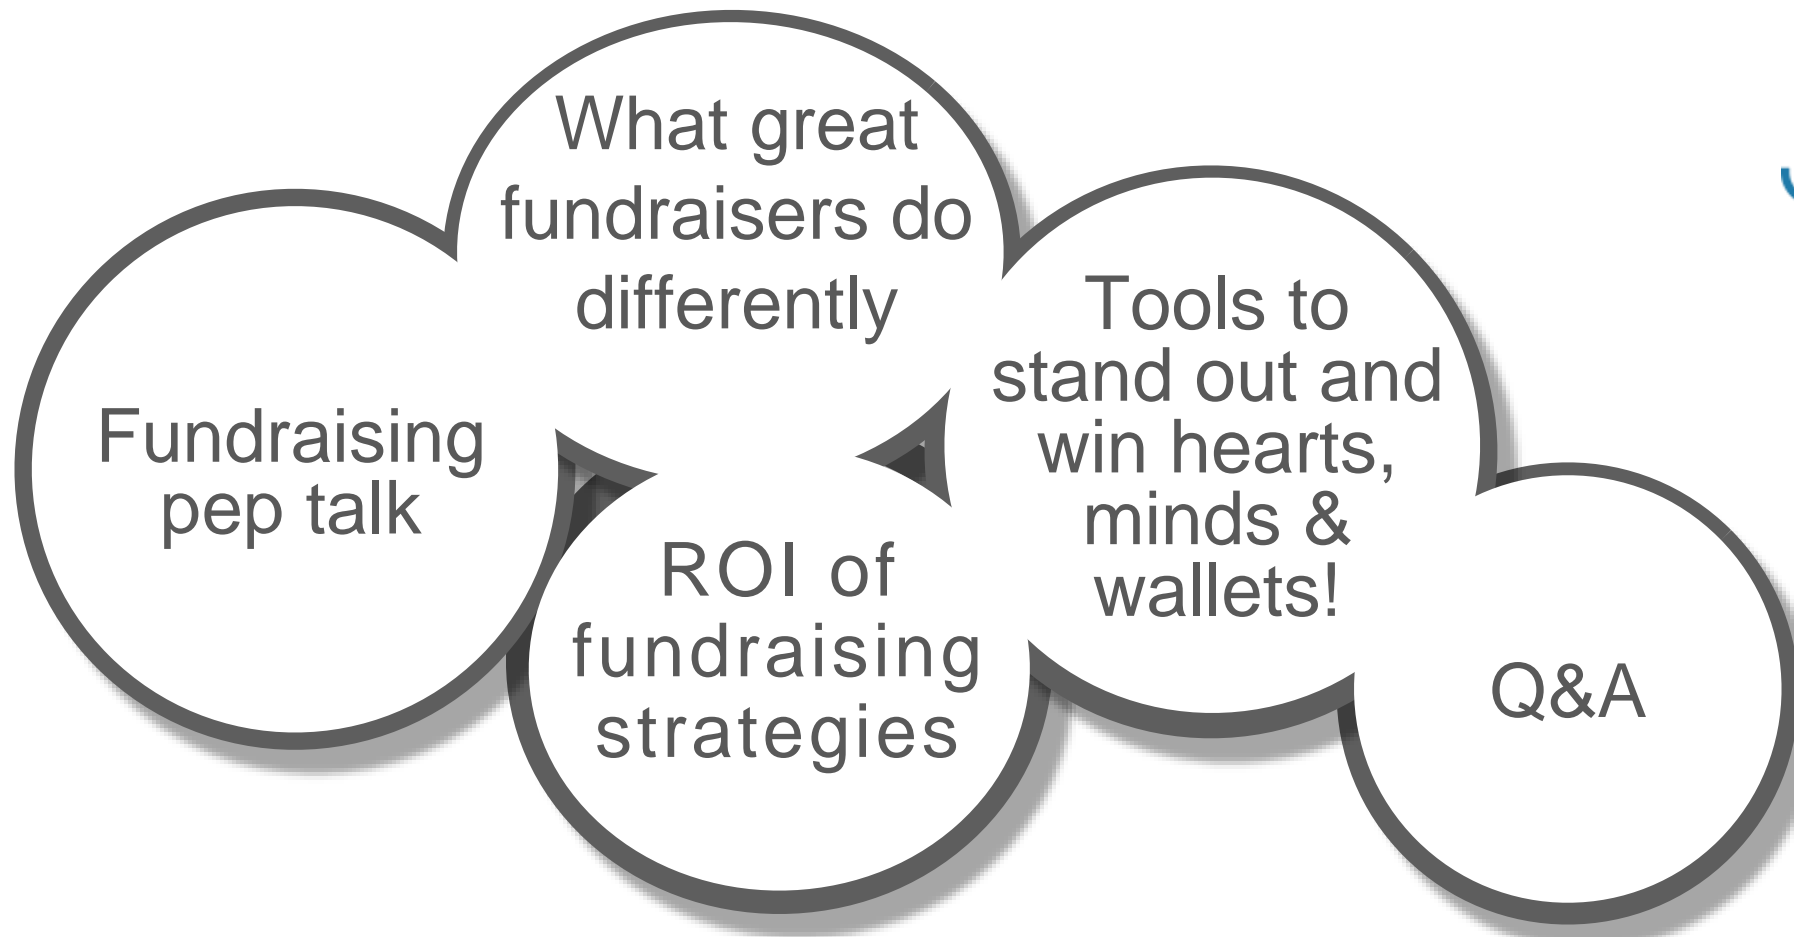 Fundraising
pep talk
What great
fundraisers do
differently
ROI of
fundraising
strategies
Tools to
stand out and
win hearts,
minds &
wallets!
Q&A